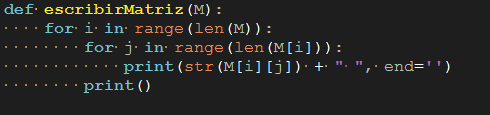 def escribirMatriz(M):
    for i in range(len(M)):
        for j in range(len(M[i])):
            print(str(M[i][j]) + " ", end='')
        print()